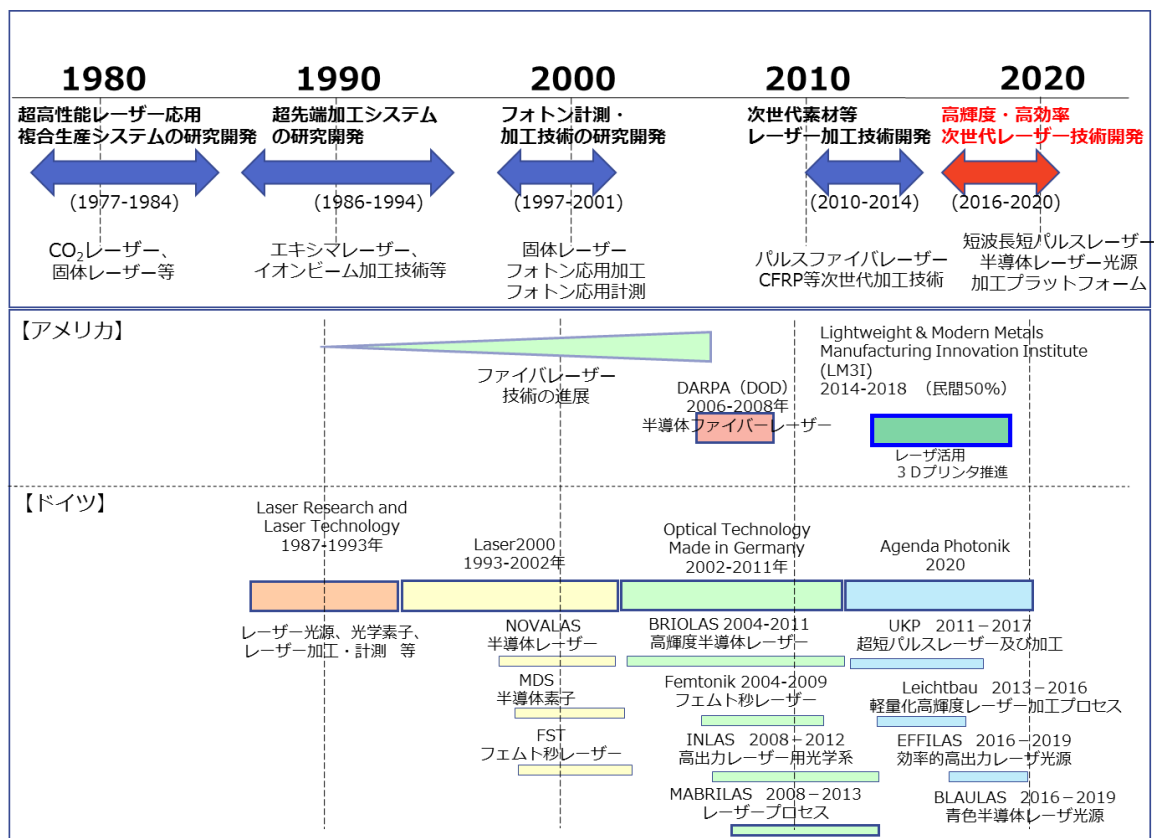 1980
1990
2000
2010
2020
超高性能レーザー応用
複合生産システムの研究開発
超先端加工システム
の研究開発
フォトン計測・
加工技術の研究開発
次世代素材等
レーザー加工技術開発
高輝度・高効率
次世代レーザー技術開発
(1977-1984)
(1986-1994)
(1997-2001)
(2010-2014)
(2016-2020)
CO₂レーザー、
固体レーザー等
エキシマレーザー、
イオンビーム加工技術等
固体レーザー
フォトン応用加工
フォトン応用計測
パルスファイバレーザー
CFRP等次世代加工技術
短波長短パルスレーザー
半導体レーザー光源
加工プラットフォーム
【アメリカ】
ファイバレーザー
技術の進展
DARPA（DOD）
2006-2008年
半導体ファイバーレーザー
Lightweight & Modern Metals
Manufacturing Innovation Institute
(LM3I)
2014-2018　（民間50%）
レーザ活用
３Ｄプリンタ推進
【ドイツ】
Laser Research and
Laser Technology
1987-1993年
Laser2000
1993-2002年
Optical Technology
Made in Germany
2002-2011年
Agenda Photonik
2020
レーザー光源、光学素子、
レーザー加工・計測　等
NOVALAS
半導体レーザー
MDS
半導体素子
FST
フェムト秒レーザー
BRIOLAS 2004-2011
高輝度半導体レーザー
Femtonik 2004-2009
フェムト秒レーザー
INLAS　2008－2012
高出力レーザー用光学系
MABRILAS　2008－2013
レーザープロセス
UKP　2011－2017
超短パルスレーザー及び加工
Leichtbau　2013－2016
軽量化高輝度レーザー加工プロセス
EFFILAS　2016－2019
効率的高出力レーザ光源
BLAULAS　2016－2019
青色半導体レーザ光源